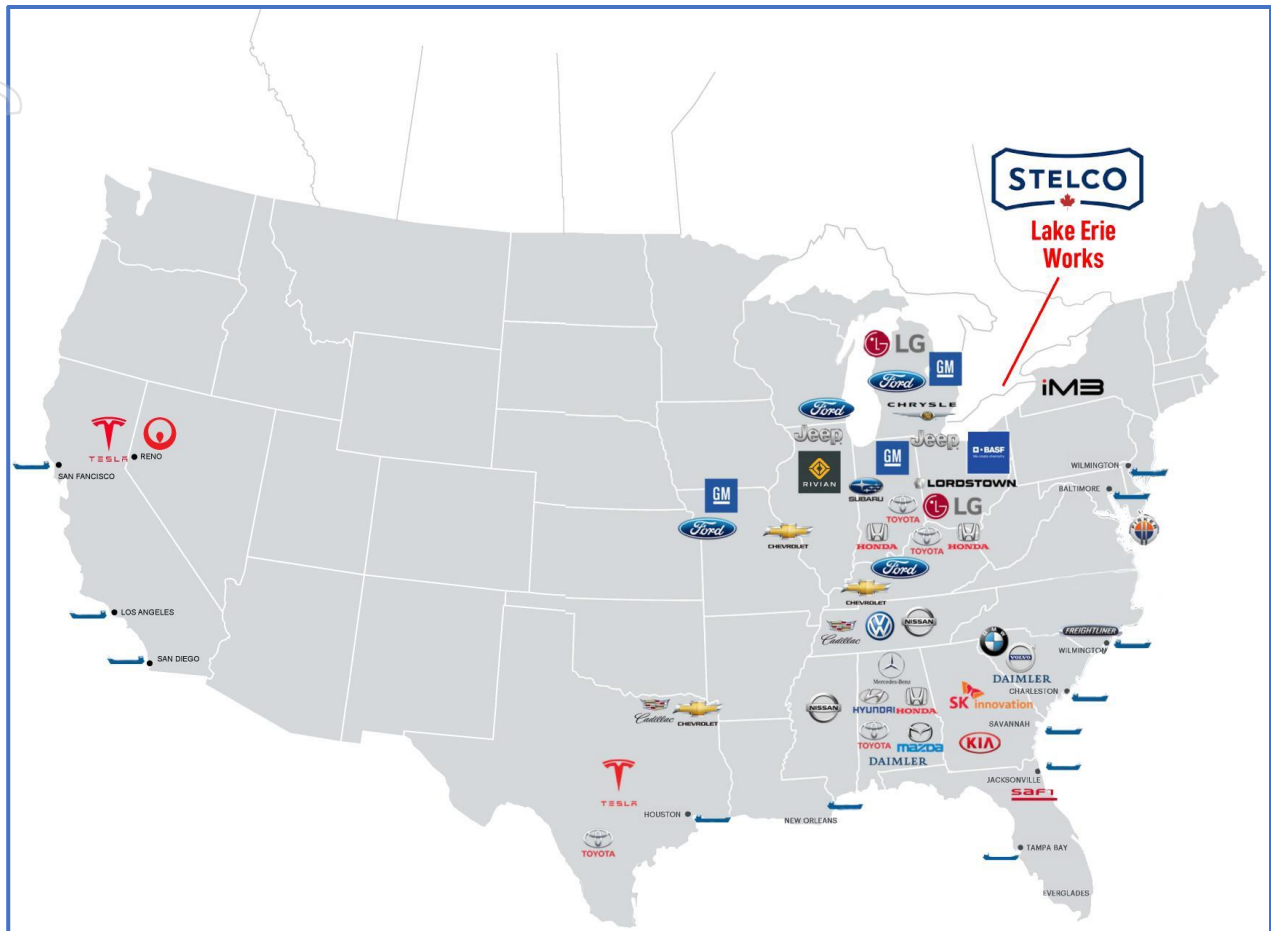 STELCO
Lake Erie
Works
LG
GM
Ford
CHRYSLE
iM3
Ford
Jeep
Jeep
GM
BASF
RIVIAN
SUBARU
LORDSTOWN
TESLA
RENO
SAN FANCISCO
WILMINGTON
BALTIMORE
GM
Ford
CHEVROLET
TOYOTA
LG
HONDA
TOYOTA
HONDA
Ford
CHEVROLET
LOS ANGELES
SAN DIEGO
Cadillac
NISSAN
BMW
VOLVO
FREIGHTLINER
WILMINGTON
DAIMLER
CHARLESTON
Mercedes-Benz
SK innovation
NISSAN
HYUNDAI
HONDA
SAVANNAH
Cadillac
CHEVROLET
TOYOTA
mazda
KIA
DAIMLER
TESLA
JACKSONVILLE
SAF
HOUSTON
NEW ORLEANS
TOYOTA
TAMPA BAY
EVERGLADES